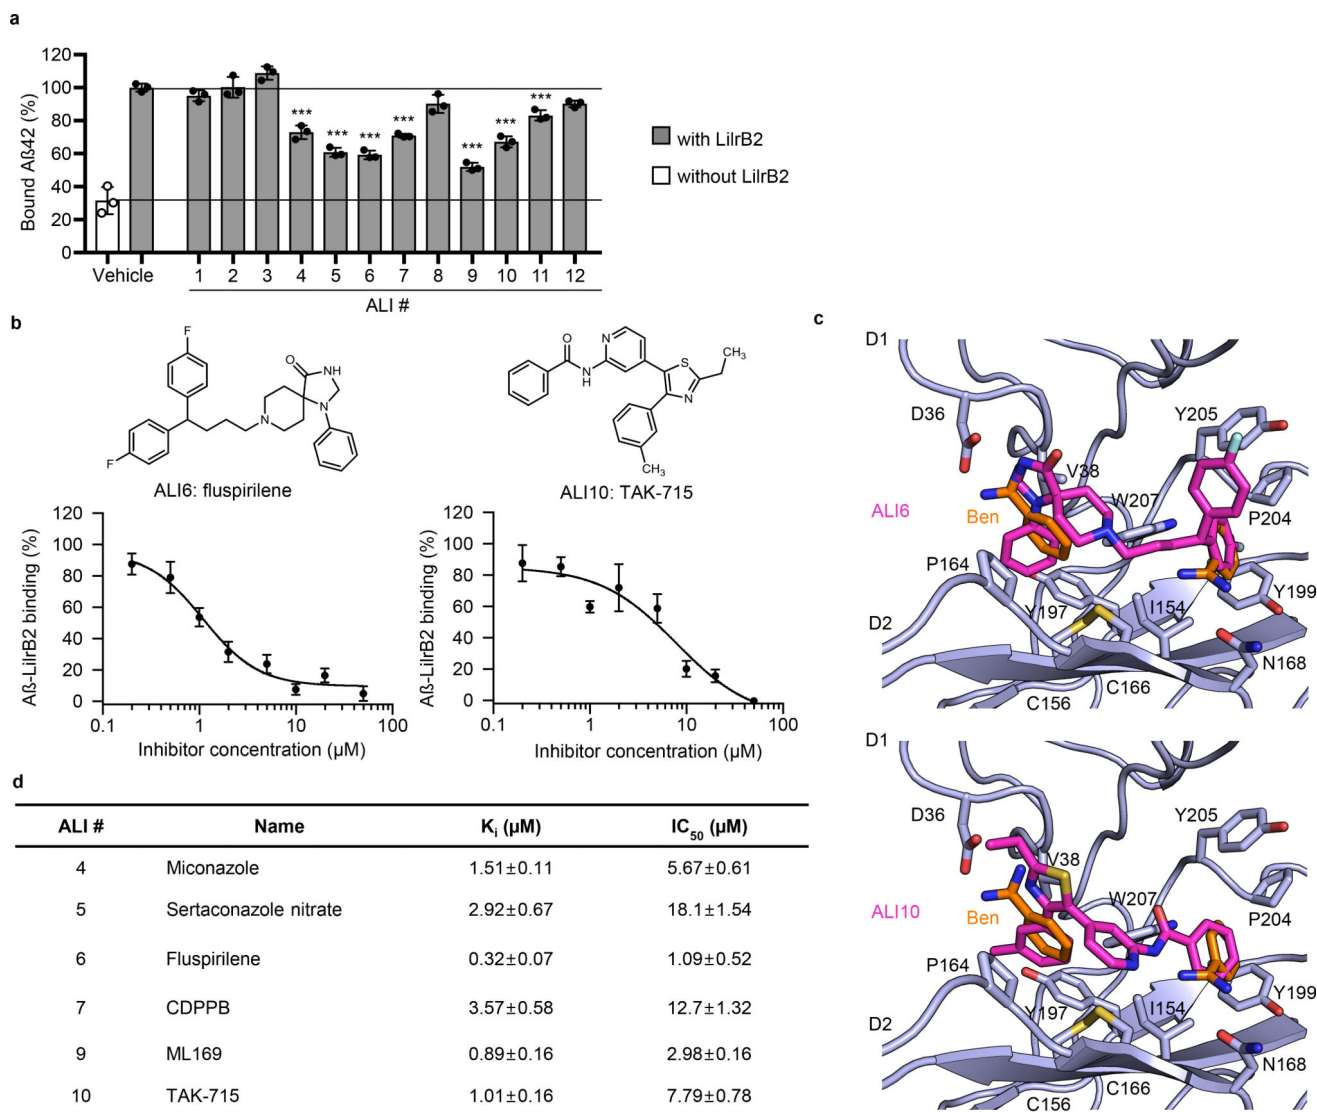 a
120
100
80
60
40
20
0
Bound Aß42 (%)
*** *** *** *** *** *** ***
with LilrB2
without LilrB2
Vehicle 1 2 3 4 5 6 7 8 9 10 11 12
ALI #
b
F
F
O
NH
N
N
ALI6: fluspirilene
O
N
NH
S
N
CH3
CH3
ALI10: TAK-715
120
100
80
60
40
20
0
Aß-LilrB2 binding (%)
0.1 1 10 100
Inhibitor concentration (µM)
120
100
80
60
40
20
0
Aß-LilrB2 binding (%)
0.1 1 10 100
Inhibitor concentration (µM)
c
D1
D36
Y205
V38
ALI6
Ben
W207
P204
P164
Y197
I154
Y199
D2
N168
C166
C156
D1
D36
Y205
V38
W207
ALI10
Ben
P204
P164
Y197
I154
Y199
D2
N168
C166
C156
d
ALI # Name Ki (µM) IC50 (µM)
4 Miconazole 1.51±0.11 5.67±0.61
5 Sertaconazole nitrate 2.92±0.67 18.1±1.54
6 Fluspirilene 0.32±0.07 1.09±0.52
7 CDPPB 3.57±0.58 12.7±1.32
9 ML169 0.89±0.16 2.98±0.16
10 TAK-715 1.01±0.16 7.79±0.78